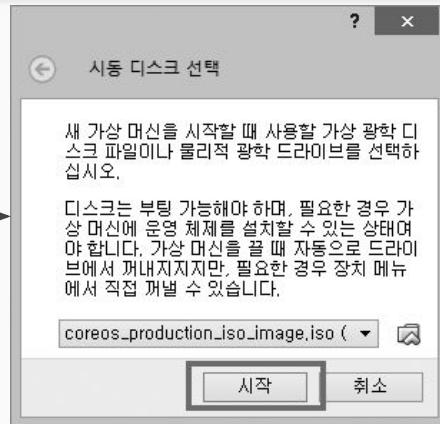 ? ×
시동 디스크 선택
새 가상 머신을 시작할 때 사용할 가상 광학 디
스크 파일이나 물리적 광학 드라이브를 선택하
십시오.
디스크는 부팅 가능해야 하며, 필요한 경우 가
상 머신에 운영 체제를 설치할 수 있는 상태여
야 합니다. 가상 머신을 끌 때 자동으로 드라이
브에서 꺼내지지지만, 필요한 경우 장치 메뉴
에서 직접 꺼낼 수 있습니다.
coreos_production_iso_image.iso (
시작 취소